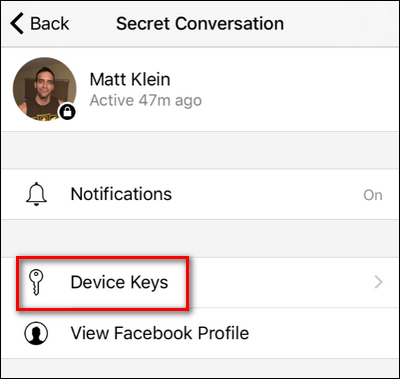 Back Secret Conversation
Matt Klein
Active 47m ago
Notifications On
Device Keys
View Facebook Profile